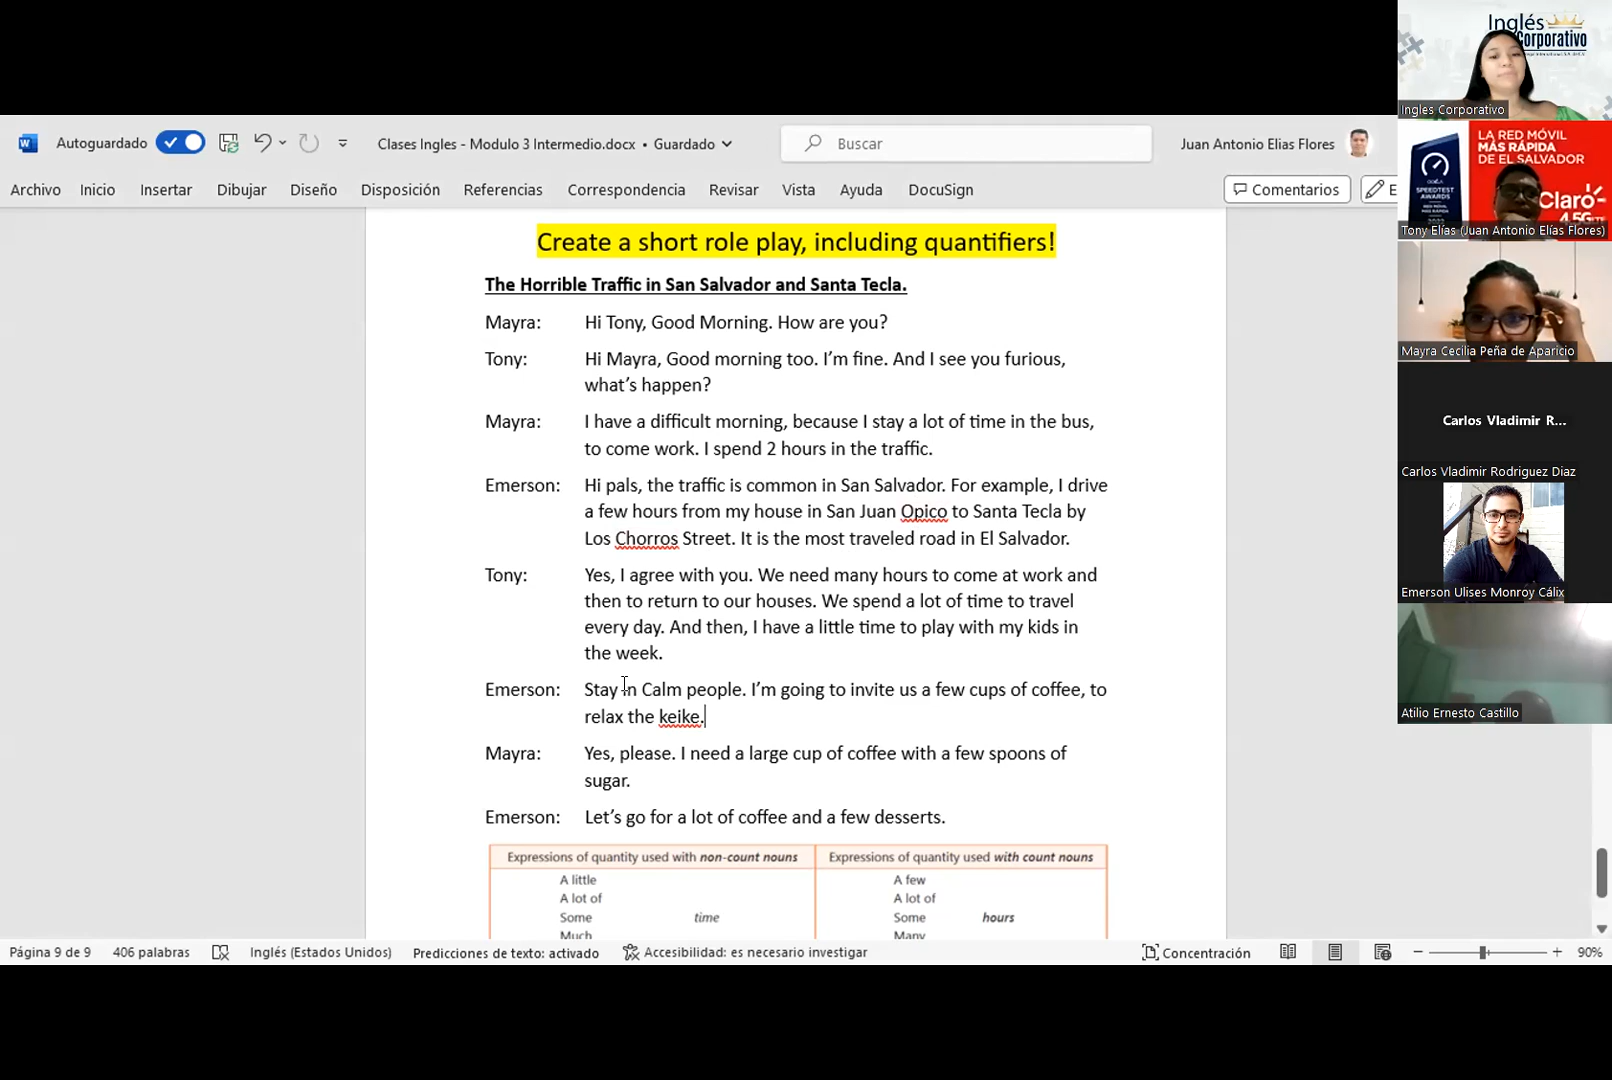 Inglés
Corporativo
Ingles Corporativo
Autoguardado
Clases Ingles - Modulo 3 Intermedio.docx • Guardado
Buscar
Juan Antonio Elias Flores
Archivo Inicio Insertar Dibujar Diseño Disposición Referencias Correspondencia Revisar Vista Ayuda DocuSign
Comentarios
E
LA RED MÓVIL
MÁS RÁPIDA
DE EL SALVADOR
SPEEDTEST
AWARDS
Claro
4.5G
Tony Elías (Juan Antonio Elías Flores)
Mayra Cecilia Peña de Aparicio
Carlos Vladimir R...
Carlos Vladimir Rodriguez Diaz
Emerson Ulises Monroy Cálix
Atilio Ernesto Castillo
Create a short role play, including quantifiers!
The Horrible Traffic in San Salvador and Santa Tecla.
Mayra: Hi Tony, Good Morning. How are you?
Tony: Hi Mayra, Good morning too. I’m fine. And I see you furious,
what’s happen?
Mayra: I have a difficult morning, because I stay a lot of time in the bus,
to come work. I spend 2 hours in the traffic.
Emerson: Hi pals, the traffic is common in San Salvador. For example, I drive
a few hours from my house in San Juan Opico to Santa Tecla by
Los Chorros Street. It is the most traveled road in El Salvador.
Tony: Yes, I agree with you. We need many hours to come at work and
then to return to our houses. We spend a lot of time to travel
every day. And then, I have a little time to play with my kids in
the week.
Emerson: Stay in Calm people. I’m going to invite us a few cups of coffee, to
relax the keike.
Mayra: Yes, please. I need a large cup of coffee with a few spoons of
sugar.
Emerson: Let’s go for a lot of coffee and a few desserts.
Expressions of quantity used with non-count nouns Expressions of quantity used with count nouns
A little A few
A lot of A lot of
Some time Some hours
Much Many
Página 9 de 9 406 palabras Inglés (Estados Unidos) Predicciones de texto: activado Accesibilidad: es necesario investigar Concentración 90%